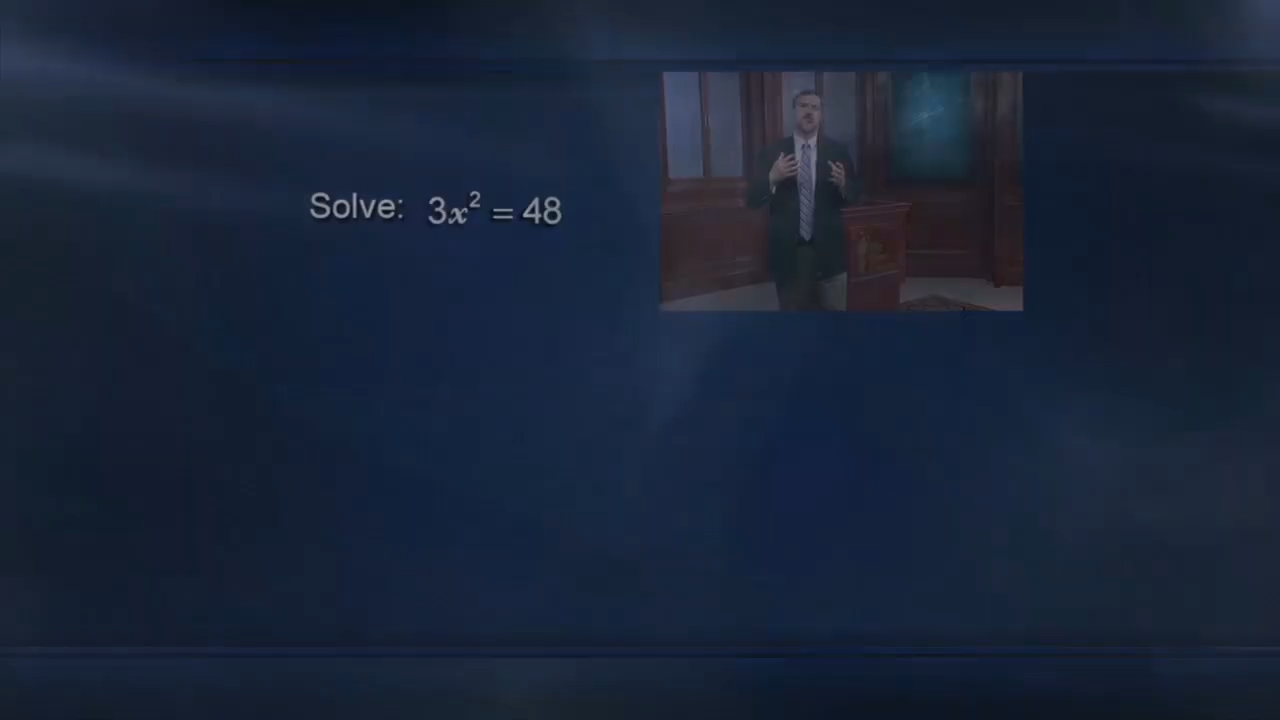 Solve: 3x² = 48